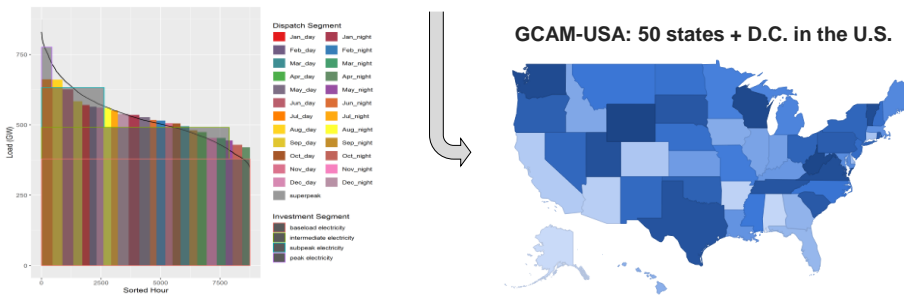 GCAM-USA: 50 states + D.C. in the U.S.
Load (GW)
750
500
250
0
0
2500
5000
7500
Sorted Hour
Dispatch Segment
Jan_day Jan_night
Feb_day Feb_night
Mar_day Mar_night
Apr_day Apr_night
May_day May_night
Jun_day Jun_night
Jul_day Jul_night
Aug_day Aug_night
Sep_day Sep_night
Oct_day Oct_night
Nov_day Nov_night
Dec_day Dec_night
superpeak
Investment Segment
baseload electricity
intermediate electricity
subpeak electricity
peak electricity